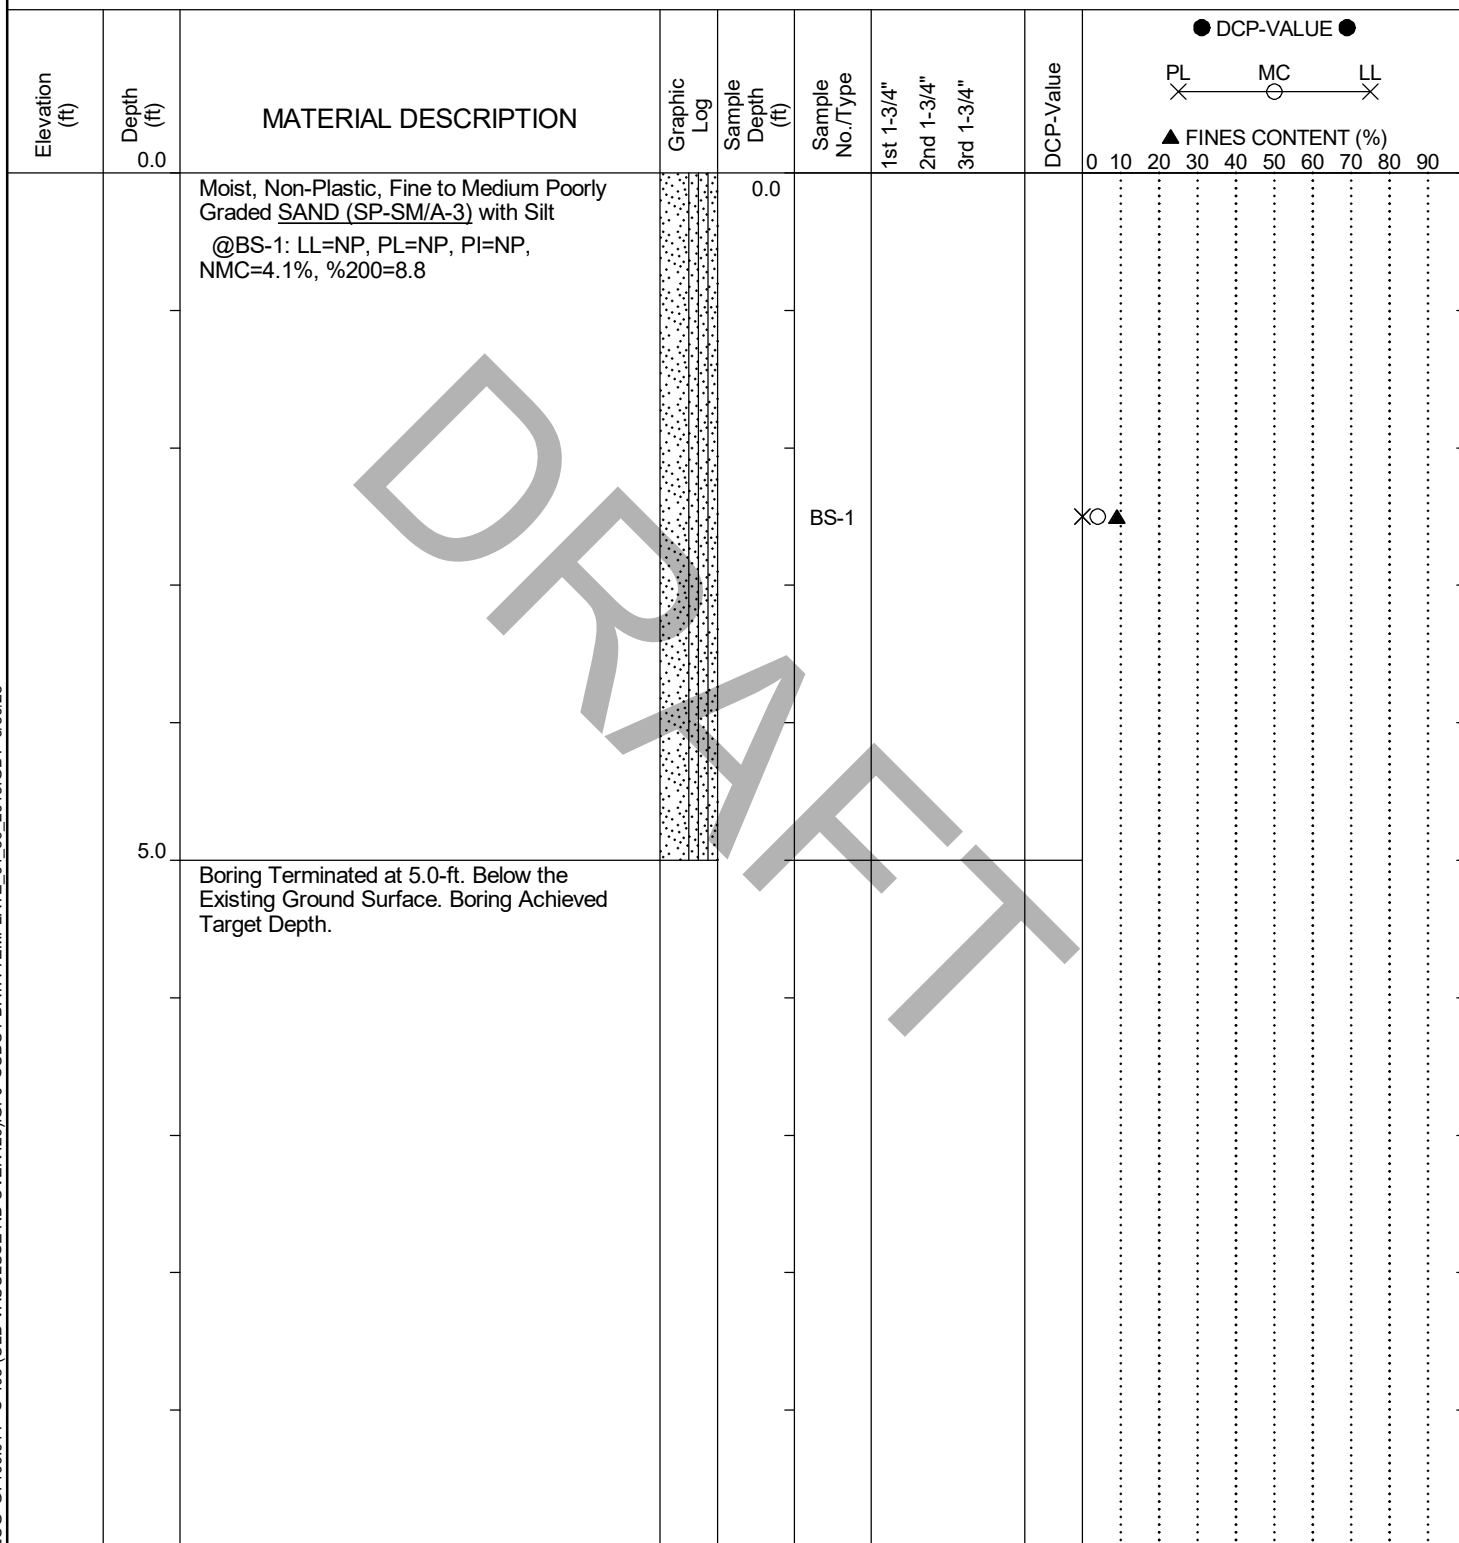 ● DCP-VALUE ●
PL MC LL
▲ FINES CONTENT (%)
0 10 20 30 40 50 60 70 80 90
Elevation
(ft)
Depth
(ft)
0.0
MATERIAL DESCRIPTION
Graphic
Log
Sample
Depth
(ft)
Sample
No./Type
1st 1-3/4"
2nd 1-3/4"
3rd 1-3/4"
DCP-Value
Moist, Non-Plastic, Fine to Medium Poorly
Graded SAND (SP-SM/A-3) with Silt
0.0
@BS-1: LL=NP, PL=NP, PI=NP,
NMC=4.1%, %200=8.8
BS-1
DRAFT
5.0
Boring Terminated at 5.0-ft. Below the
Existing Ground Surface. Boring Achieved
Target Depth.